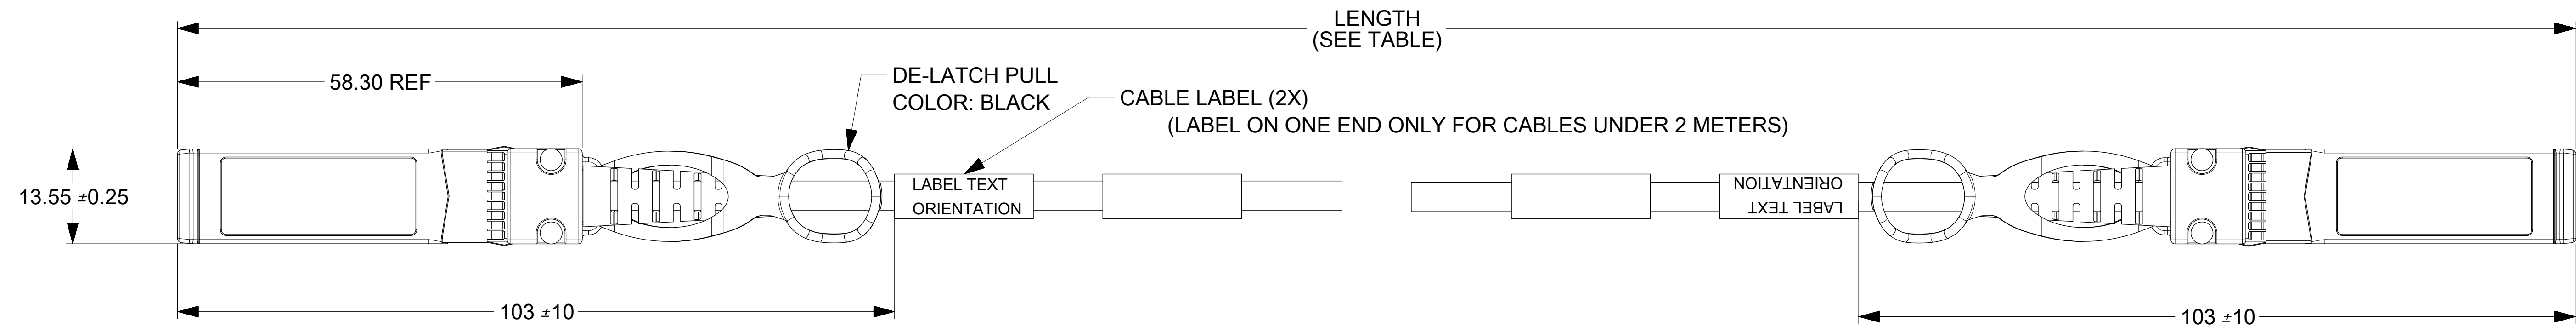 LENGTH
(SEE TABLE)
58.30 REF
DE-LATCH PULL
COLOR: BLACK
CABLE LABEL (2X)
(LABEL ON ONE END ONLY FOR CABLES UNDER 2 METERS)
13.55 ±0.25
LABEL TEXT
ORIENTATION
LABEL TEXT
ORIENTATION
103 ±10
103 ±10